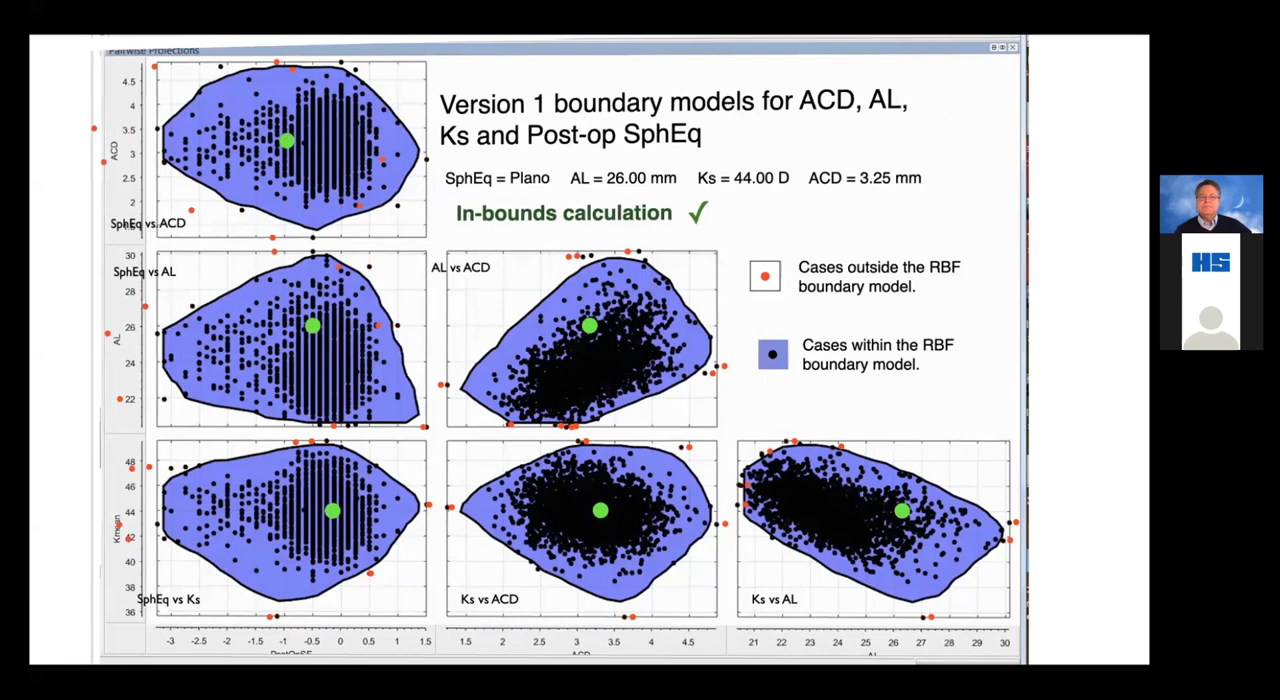 Pairwise Projections
Version 1 boundary models for ACD, AL,
Ks and Post-op SphEq
SphEq = Plano AL = 26.00 mm Ks = 44.00 D ACD = 3.25 mm
In-bounds calculation ✓
4.5
4
3.5
3
2.5
2
ACD
SphEq vs ACD
30
28
26
24
22
AL
SphEq vs AL
AL vs ACD
Cases outside the RBF
boundary model.
Cases within the RBF
boundary model.
HS
48
46
44
42
40
38
36
Kmean
SphEq vs Ks
Ks vs ACD
Ks vs AL
-3 -2.5 -2 -1.5 -1 -0.5 0 0.5 1 1.5
2 2.5 3 3.5 4 4.5
21 22 23 24 25 26 27 28 29 30
PostOpSE
ACD
AL